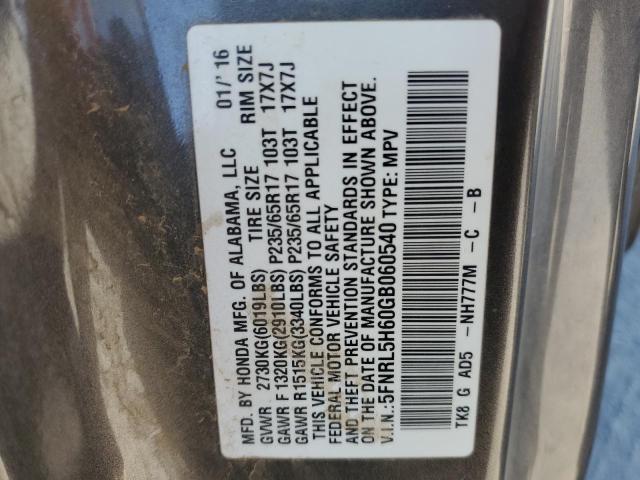 MFD. BY HONDA MFG. OF ALABAMA, LLC 01/'16
GVWR 2730KG(6019LBS) TIRE SIZE RIM SIZE
GAWR F 1320KG(2910LBS) P235/65R17 103T 17X7J
GAWR R1515KG(3340LBS) P235/65R17 103T 17X7J
THIS VEHICLE CONFORMS TO ALL APPLICABLE
FEDERAL MOTOR VEHICLE SAFETY
AND THEFT PREVENTION STANDARDS IN EFFECT
ON THE DATE OF MANUFACTURE SHOWN ABOVE.
V.I.N.:5FNRL5H60GB060540 TYPE: MPV
TK8 G AD5 -NH777M -C -B